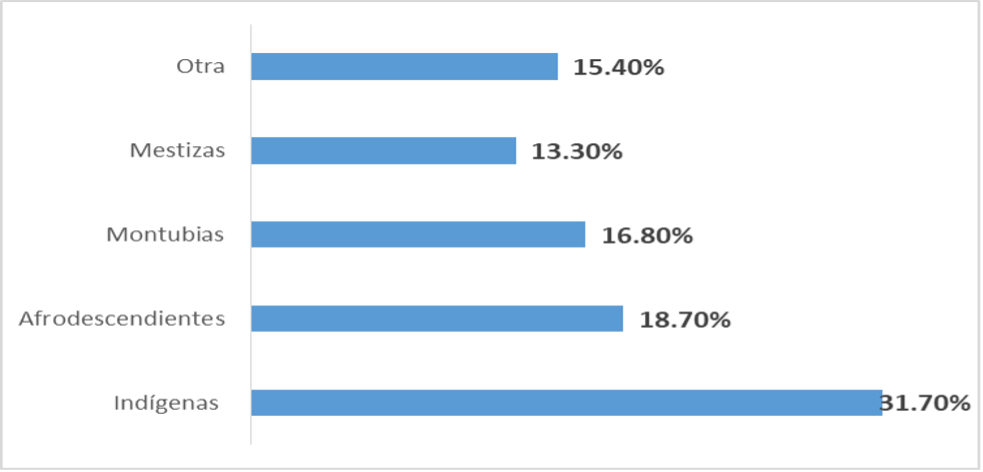 Otra 15.40%
Mestizas 13.30%
Montubias 16.80%
Afrodescendientes 18.70%
Indígenas 31.70%